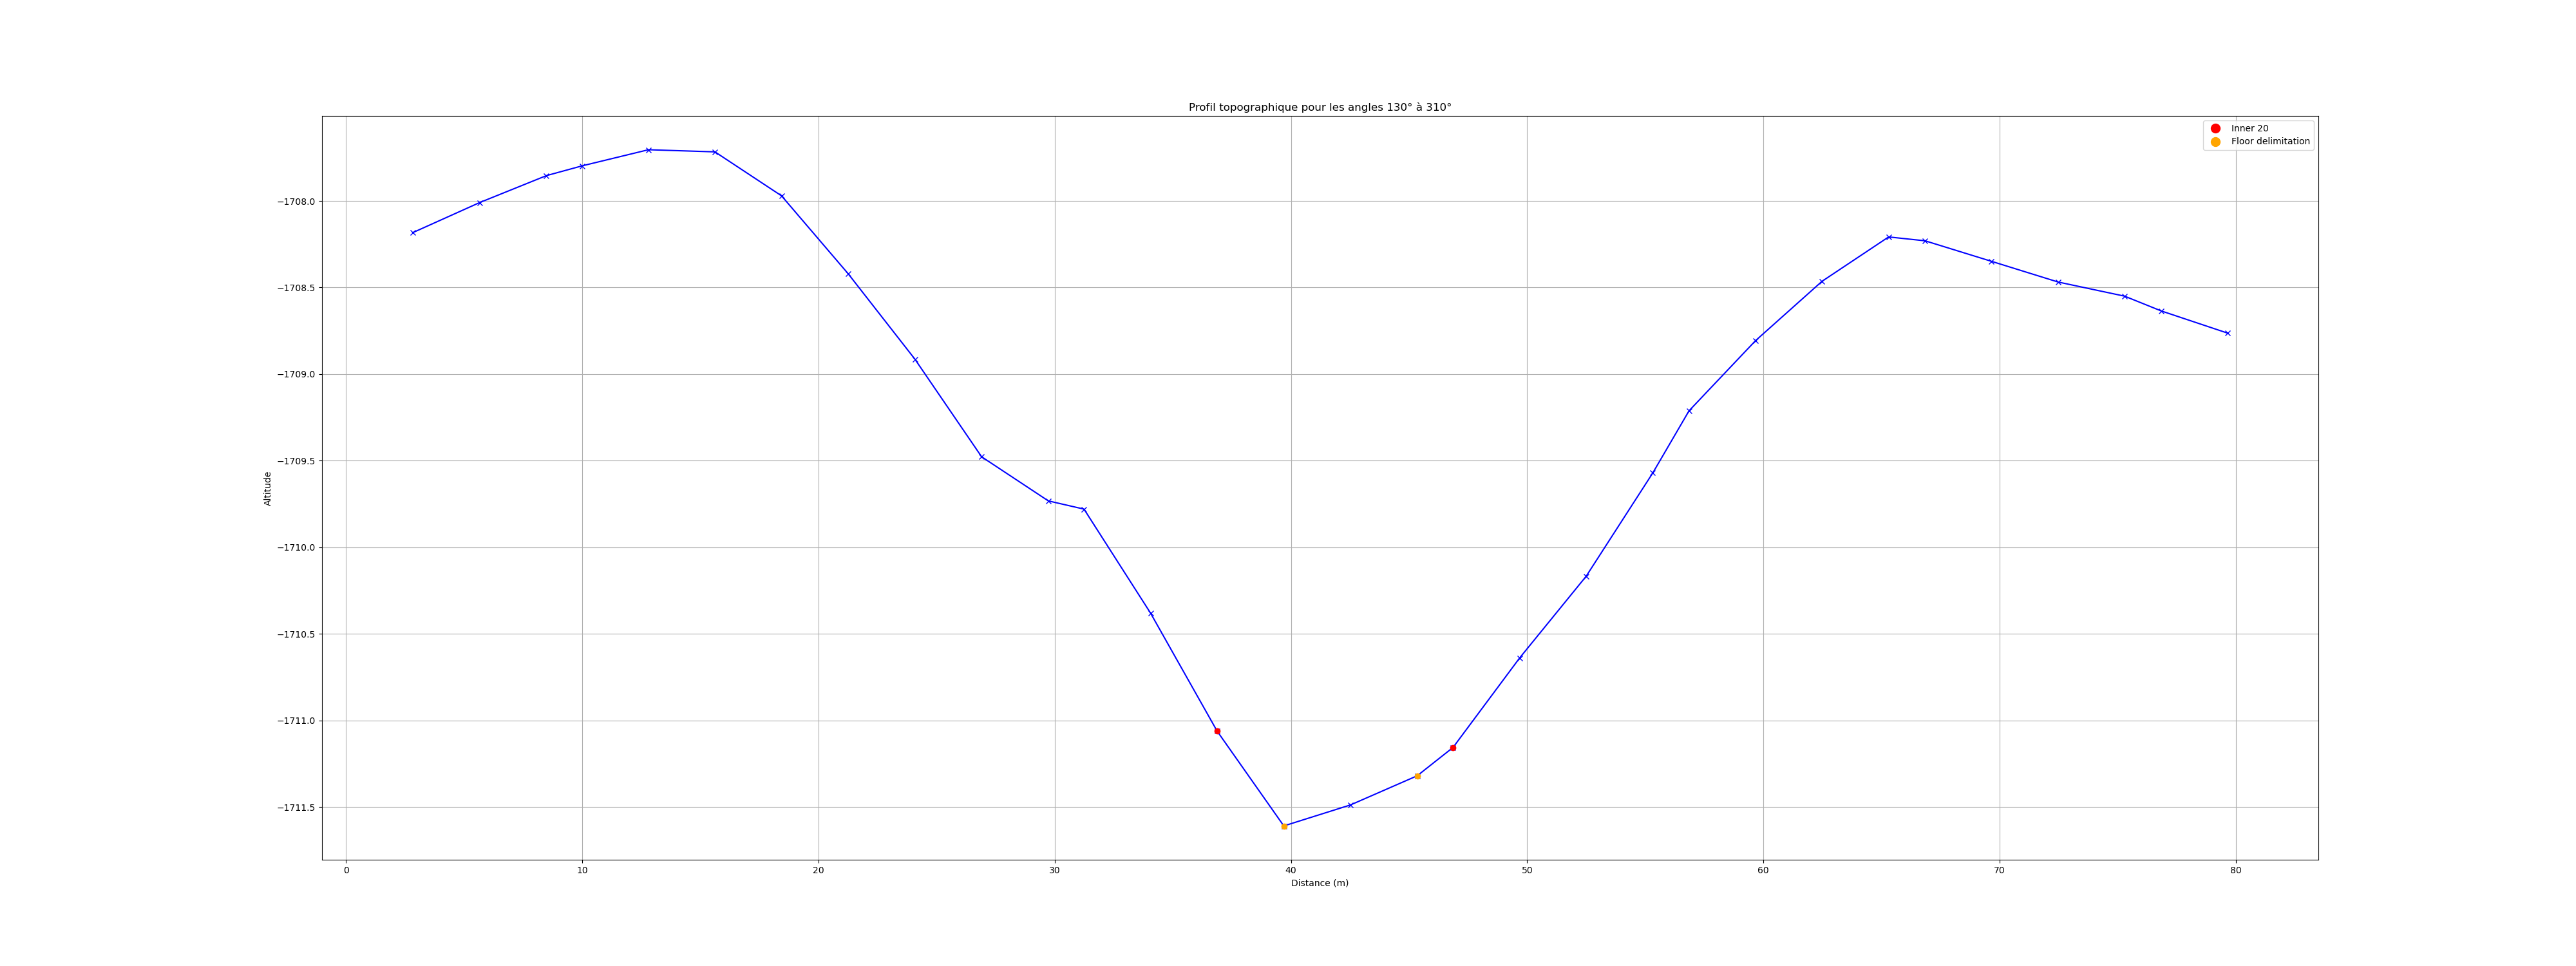 Profil topographique pour les angles 130° à 310°
Inner 20
Floor delimitation
Altitude
−1708.0
−1708.5
−1709.0
−1709.5
−1710.0
−1710.5
−1711.0
−1711.5
0 10 20 30 40 50 60 70 80
Distance (m)